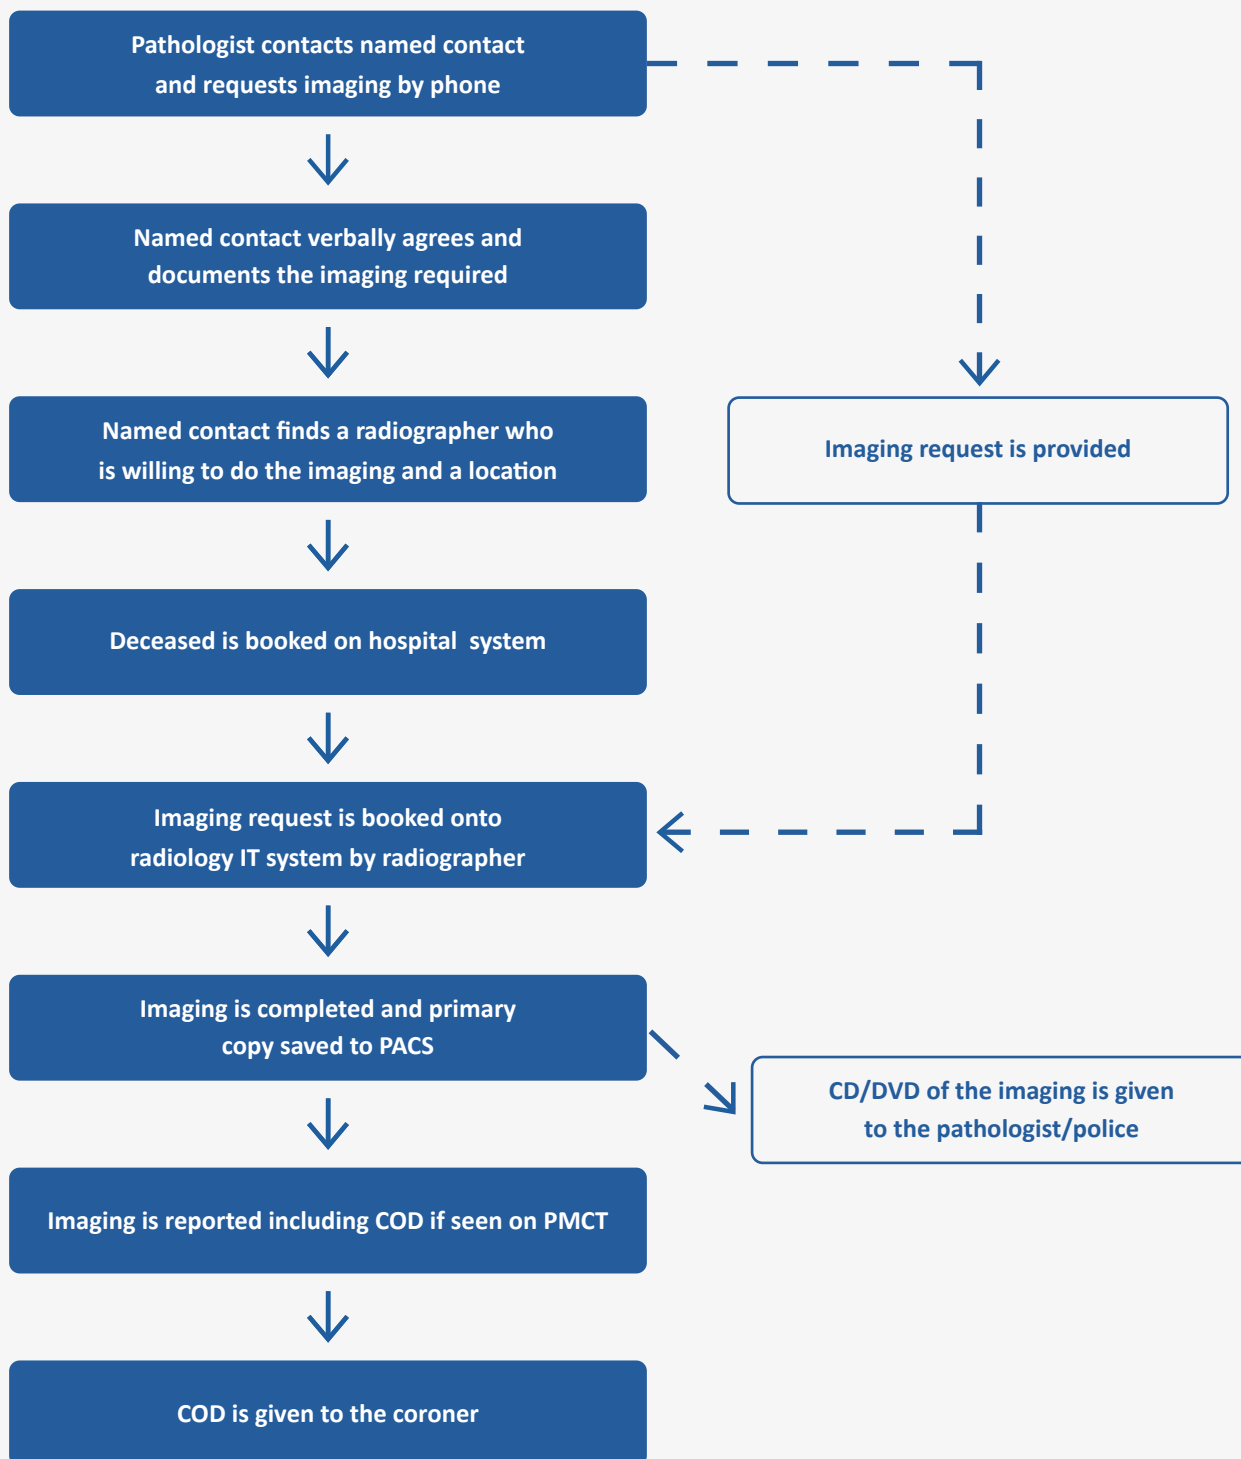 Pathologist contacts named contact
and requests imaging by phone
Named contact verbally agrees and
documents the imaging required
Named contact finds a radiographer who
is willing to do the imaging and a location
Imaging request is provided
Deceased is booked on hospital system
Imaging request is booked onto
radiology IT system by radiographer
Imaging is completed and primary
copy saved to PACS
CD/DVD of the imaging is given
to the pathologist/police
Imaging is reported including COD if seen on PMCT
COD is given to the coroner